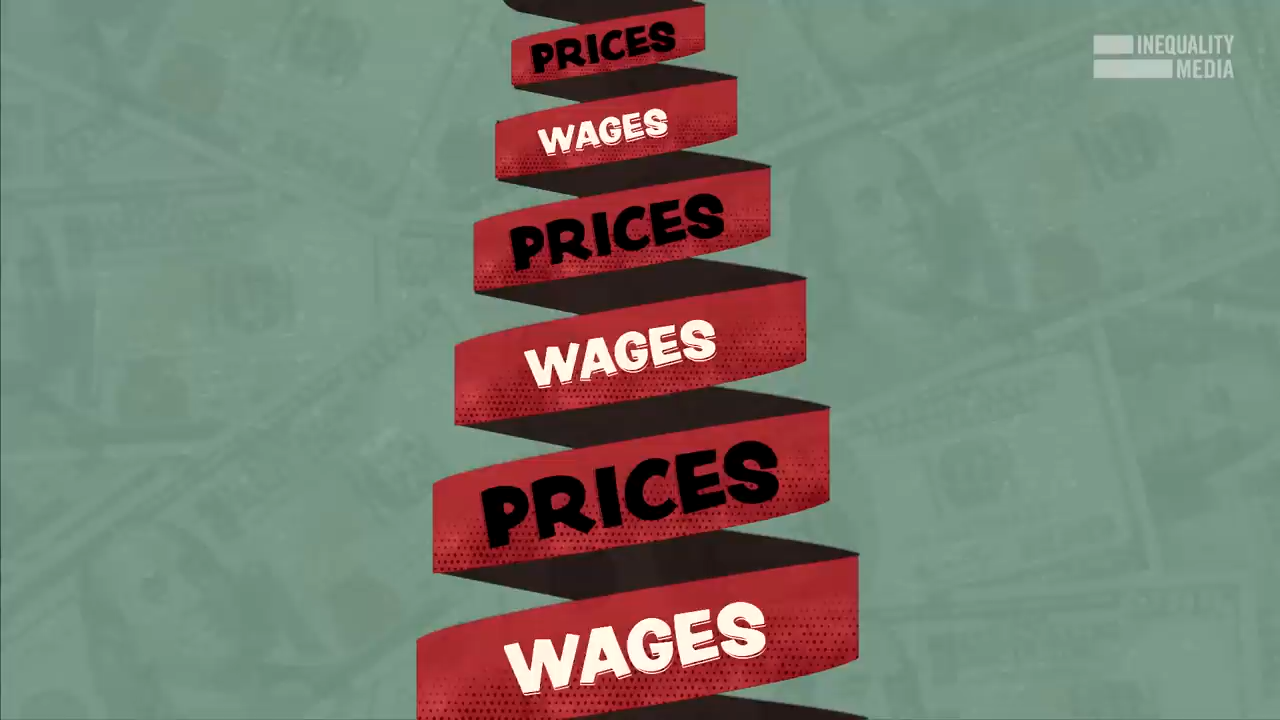 PRICES
INEQUALITY
MEDIA
WAGES
PRICES
WAGES
PRICES
WAGES